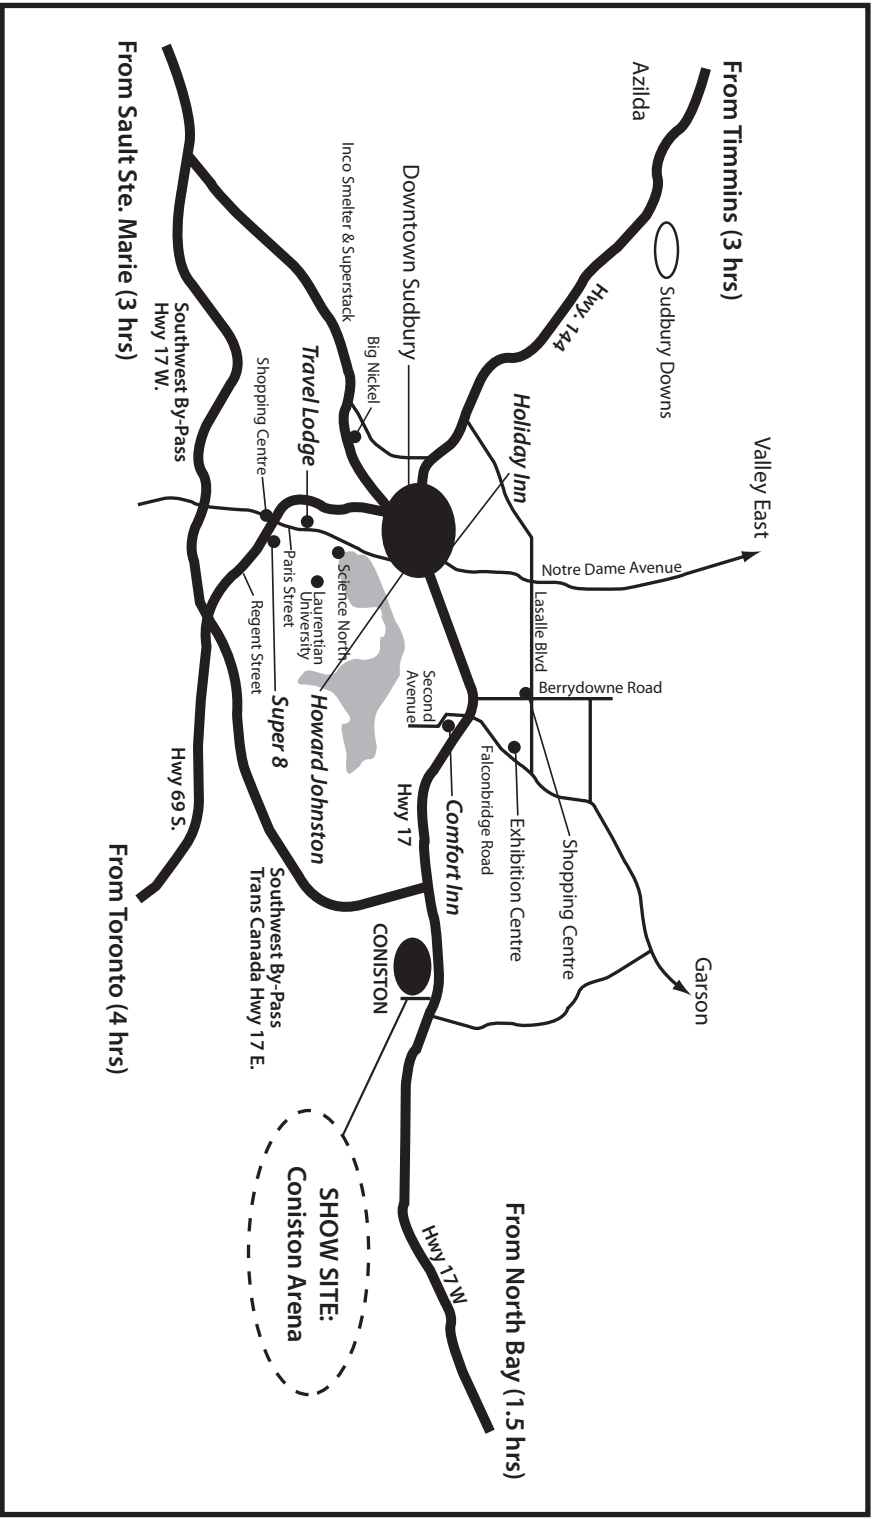 From Timmins (3 hrs)
Azilda
Sudbury Downs
Hwy. 144
Valley East
Notre Dame Avenue
Holiday Inn
Downtown Sudbury
Inco Smelter & Superstack
Big Nickel
Travel Lodge
Shopping Centre
From Sault Ste. Marie (3 hrs)
Southwest By-Pass
Hwy 17 W.
Lasalle Blvd
Berrydowne Road
Second
Avenue
Science North
Laurentian
University
Paris Street
Regent Street
Super 8
Howard Johnston
Hwy 69 S.
From Toronto (4 hrs)
Hwy 17
Comfort Inn
Falconbridge Road
Exhibition Centre
Shopping Centre
Garson
Southwest By-Pass
Trans Canada Hwy 17 E.
CONISTON
SHOW SITE:
Coniston Arena
Hwy 17 W
From North Bay (1.5 hrs)